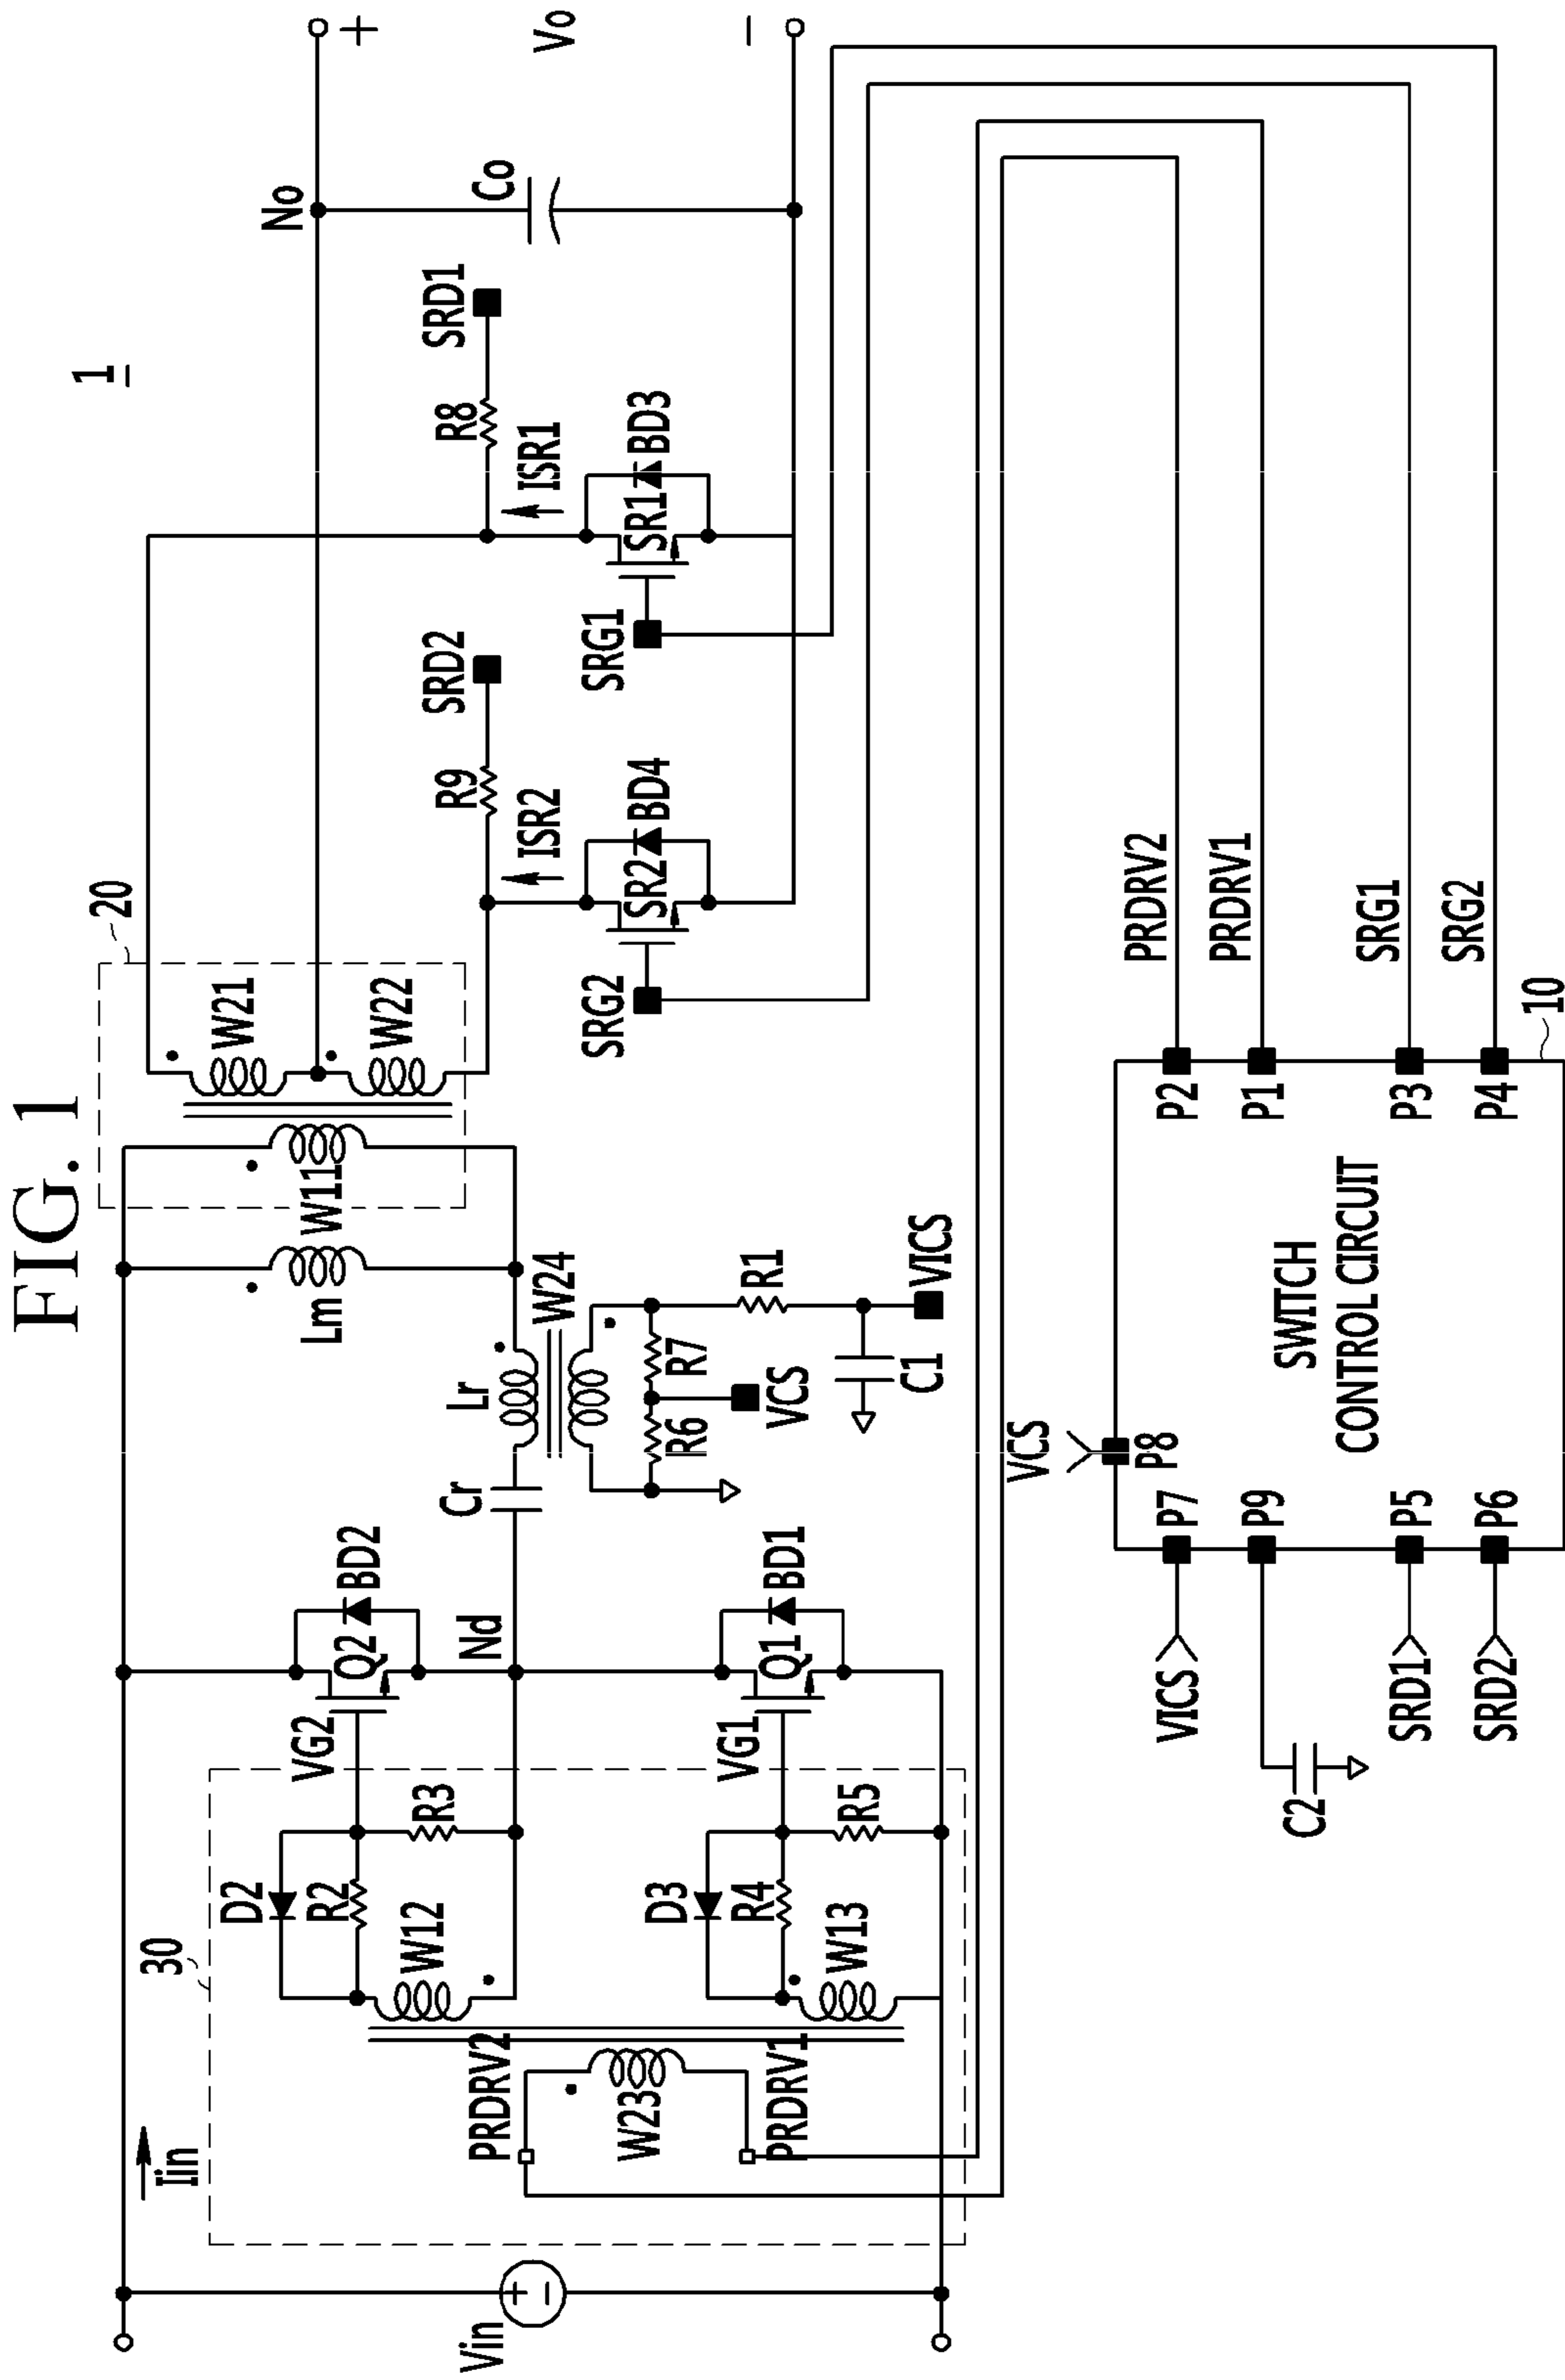 FIG. 1
1
20
30
Iin
Vin
+
−
D2
R2
W12
R3
VG2
Q2
BD2
Nd
PRDRV2
W23
PRDRV1
D3
R4
W13
R5
VG1
Q1
BD1
Cr
Lr
W24
Lm
W11
W21
W22
R6
R7
VCS
R1
C1
VICS
R9
SRD2
ISR2
SRG2
SR2
BD4
R8
SRD1
ISR1
SRG1
SR1
BD3
No
Co
+
Vo
−
VICS
P7
C2
P9
SRD1
P5
SRD2
P6
VCS
P8
SWITCH
CONTROL CIRCUIT
P2
PRDRV2
P1
PRDRV1
P3
SRG1
P4
SRG2
10